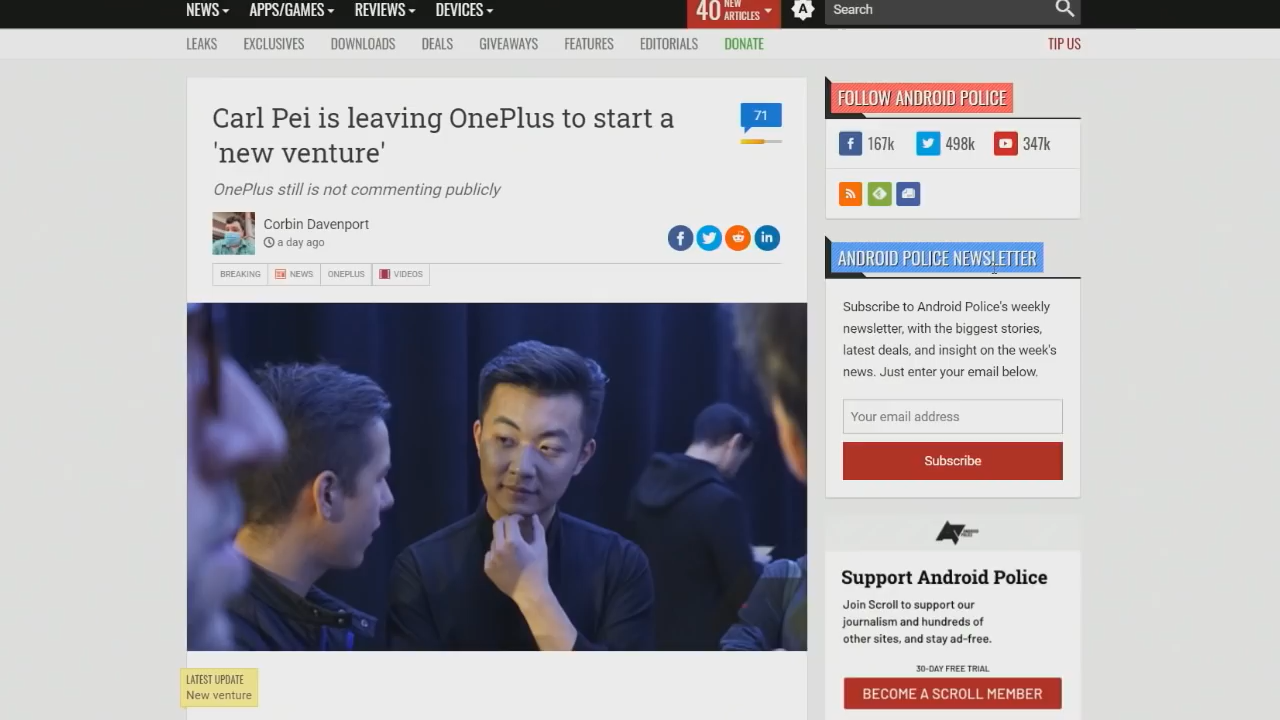 NEWS
APPS/GAMES
REVIEWS
DEVICES
40 NEW ARTICLES
A
Search
LEAKS
EXCLUSIVES
DOWNLOADS
DEALS
GIVEAWAYS
FEATURES
EDITORIALS
DONATE
TIP US
Carl Pei is leaving OnePlus to start a
'new venture'
71
OnePlus still is not commenting publicly
Corbin Davenport
a day ago
BREAKING
NEWS
ONEPLUS
VIDEOS
LATEST UPDATE
New venture
FOLLOW ANDROID POLICE
167k
498k
347k
ANDROID POLICE NEWSLETTER
Subscribe to Android Police's weekly
newsletter, with the biggest stories,
latest deals, and insight on the week's
news. Just enter your email below.
Your email address
Subscribe
ANDROID POLICE
Support Android Police
Join Scroll to support our
journalism and hundreds of
other sites, and stay ad-free.
30-DAY FREE TRIAL
BECOME A SCROLL MEMBER